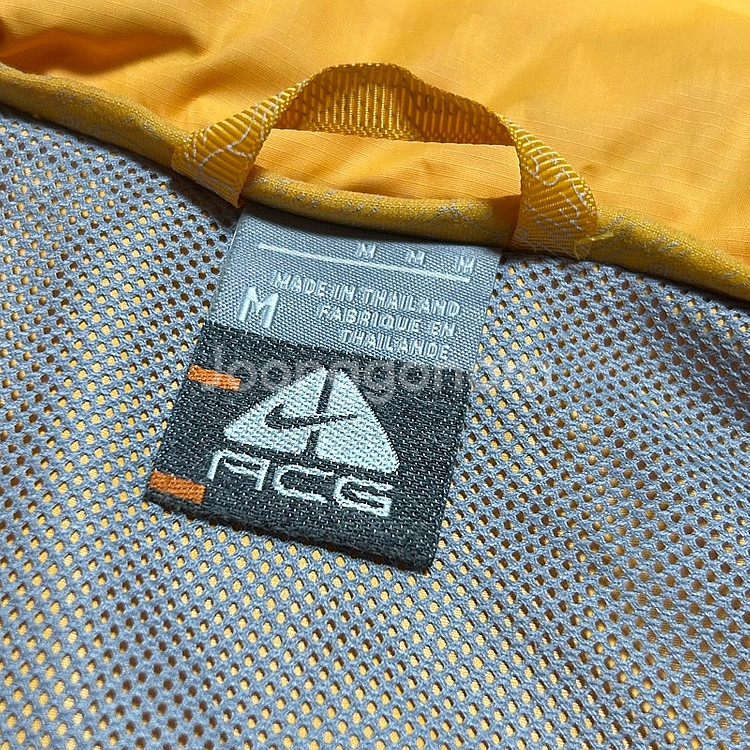 M M M
M
MADE IN THAILAND
FABRIQUE EN
THAILANDE
ACG